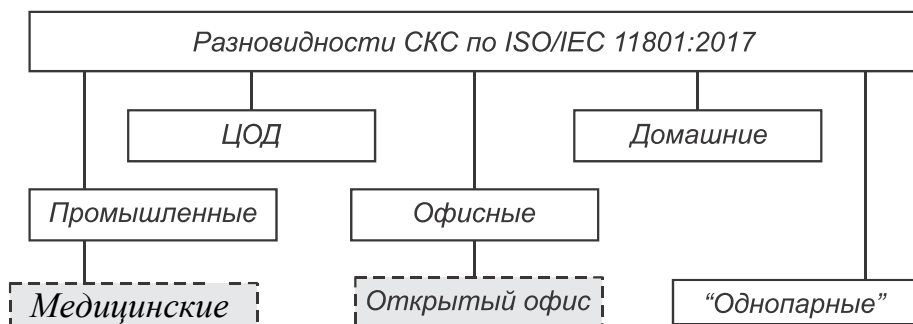 Разновидности СКС по ISO/IEC 11801:2017
ЦОД
Домашние
Промышленные
Офисные
Медицинские
Открытый офис
“Однопарные”